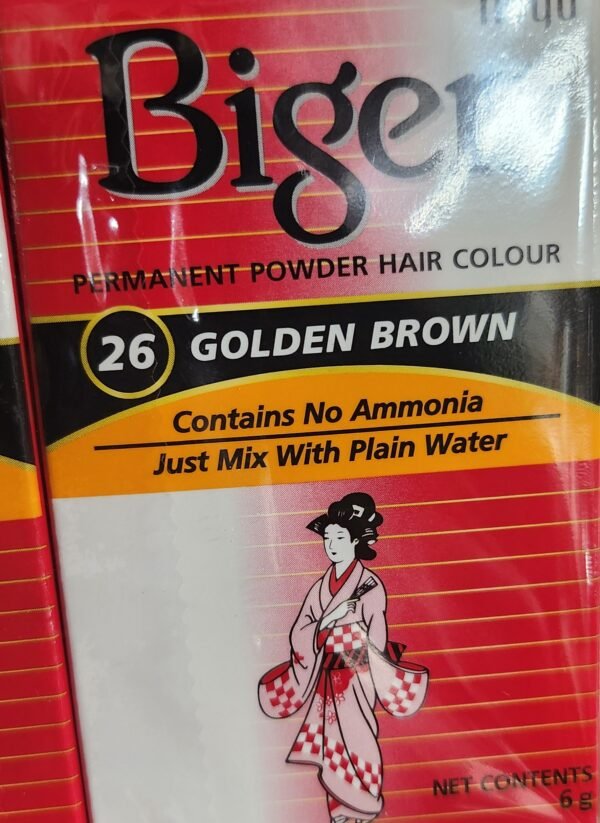 Bigen
PERMANENT POWDER HAIR COLOUR
26 GOLDEN BROWN
Contains No Ammonia
Just Mix With Plain Water
NET CONTENTS
6 g